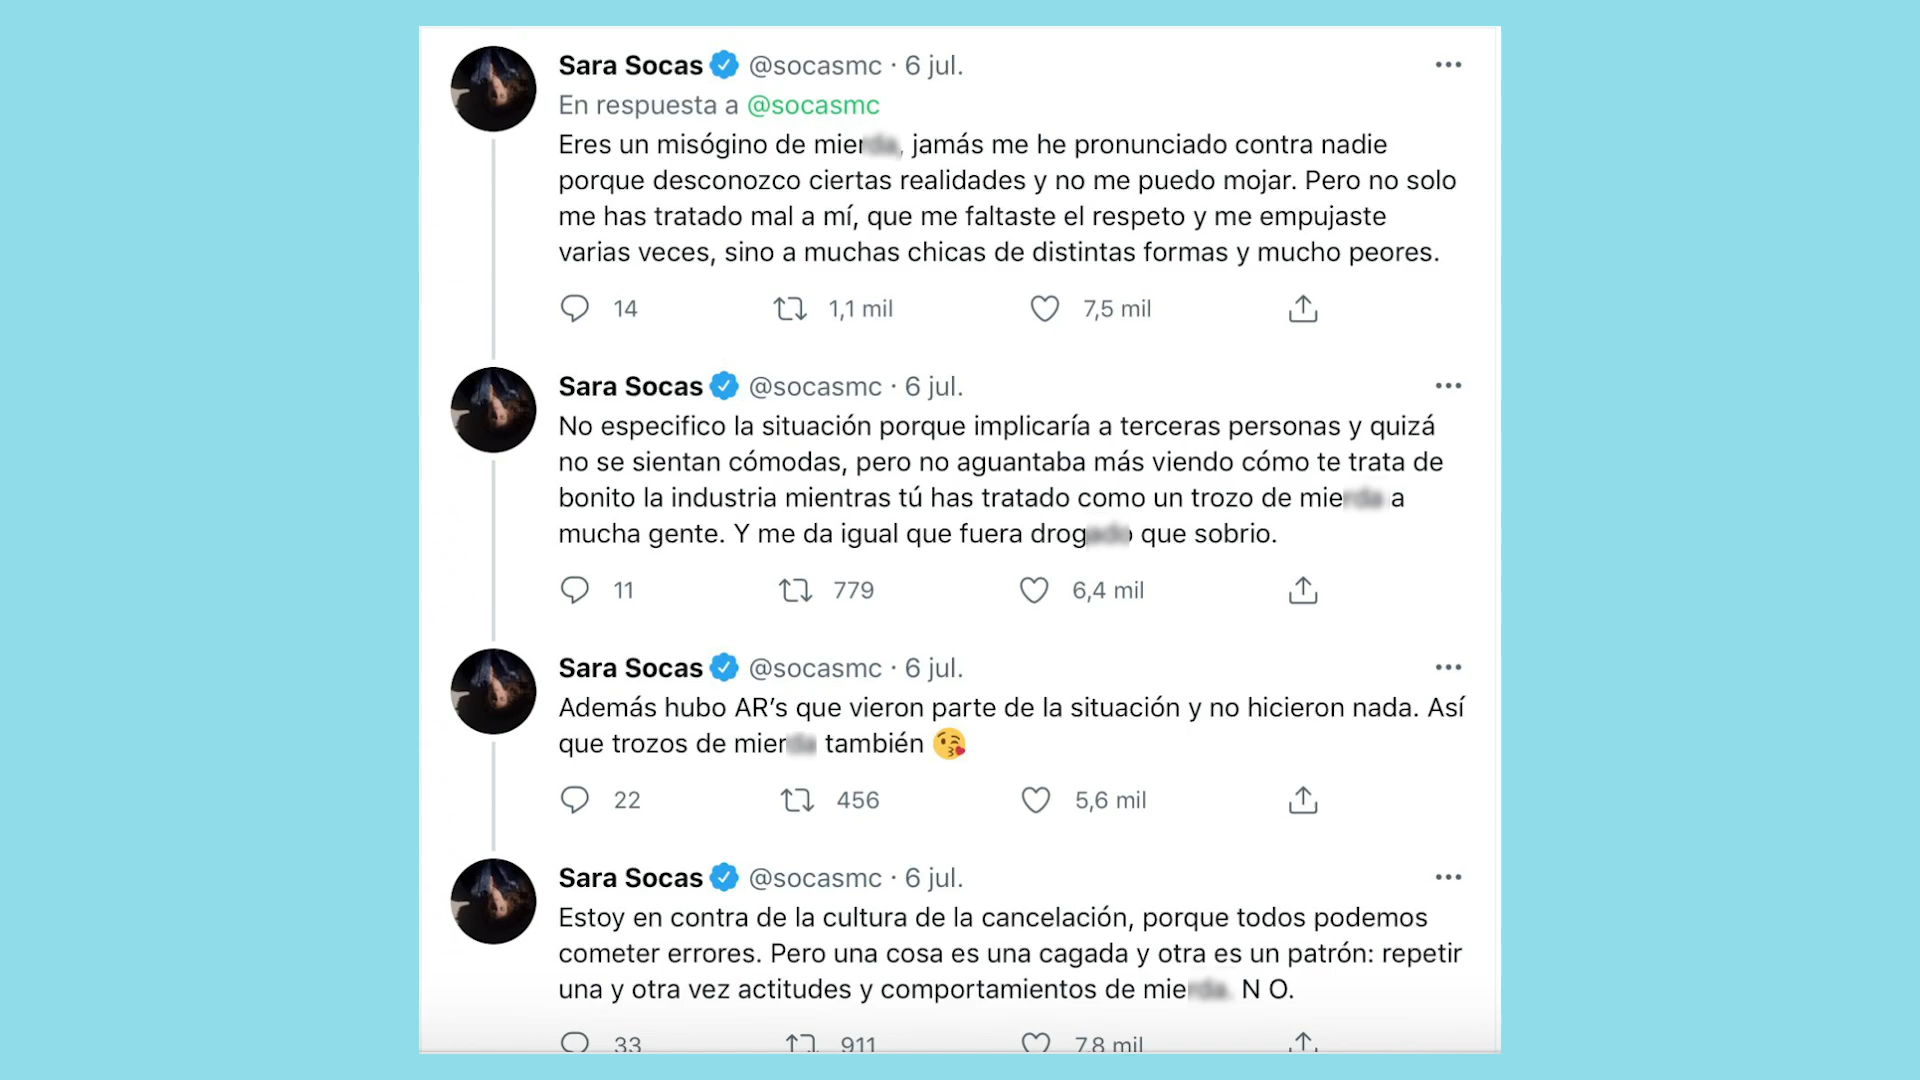 Sara Socas @socasmc · 6 jul.
En respuesta a @socasmc
Eres un misógino de mier, jamás me he pronunciado contra nadie
porque desconozco ciertas realidades y no me puedo mojar. Pero no solo
me has tratado mal a mí, que me faltaste el respeto y me empujaste
varias veces, sino a muchas chicas de distintas formas y mucho peores.
14 1,1 mil 7,5 mil
Sara Socas @socasmc · 6 jul.
No especifico la situación porque implicaría a terceras personas y quizá
no se sientan cómodas, pero no aguantaba más viendo cómo te trata de
bonito la industria mientras tú has tratado como un trozo de mie a
mucha gente. Y me da igual que fuera drog que sobrio.
11 779 6,4 mil
Sara Socas @socasmc · 6 jul.
Además hubo AR’s que vieron parte de la situación y no hicieron nada. Así
que trozos de mier también 😘
22 456 5,6 mil
Sara Socas @socasmc · 6 jul.
Estoy en contra de la cultura de la cancelación, porque todos podemos
cometer errores. Pero una cosa es una cagada y otra es un patrón: repetir
una y otra vez actitudes y comportamientos de mie N O.
33 911 7,8 mil